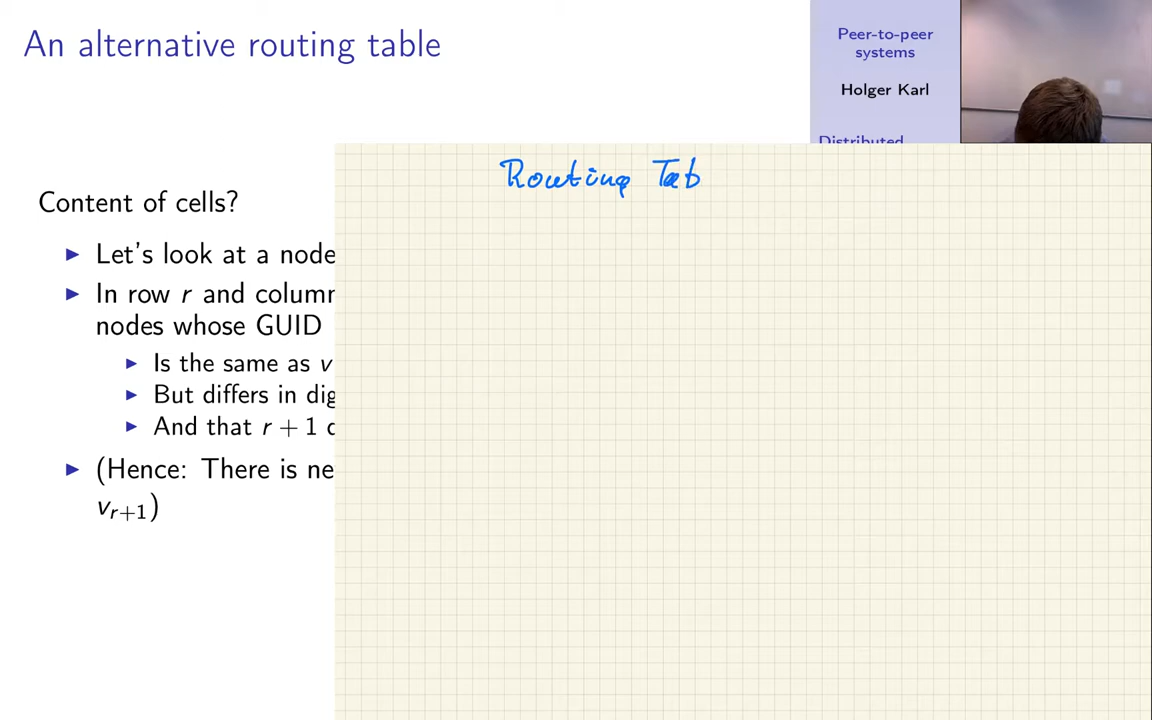 An alternative routing table
Peer-to-peer
systems
Holger Karl
Distributed
Routing Tab
Content of cells?
Let's look at a node
In row r and column
nodes whose GUID
Is the same as v
But differs in dig
And that r + 1 d
(Hence: There is ne
vr+1)